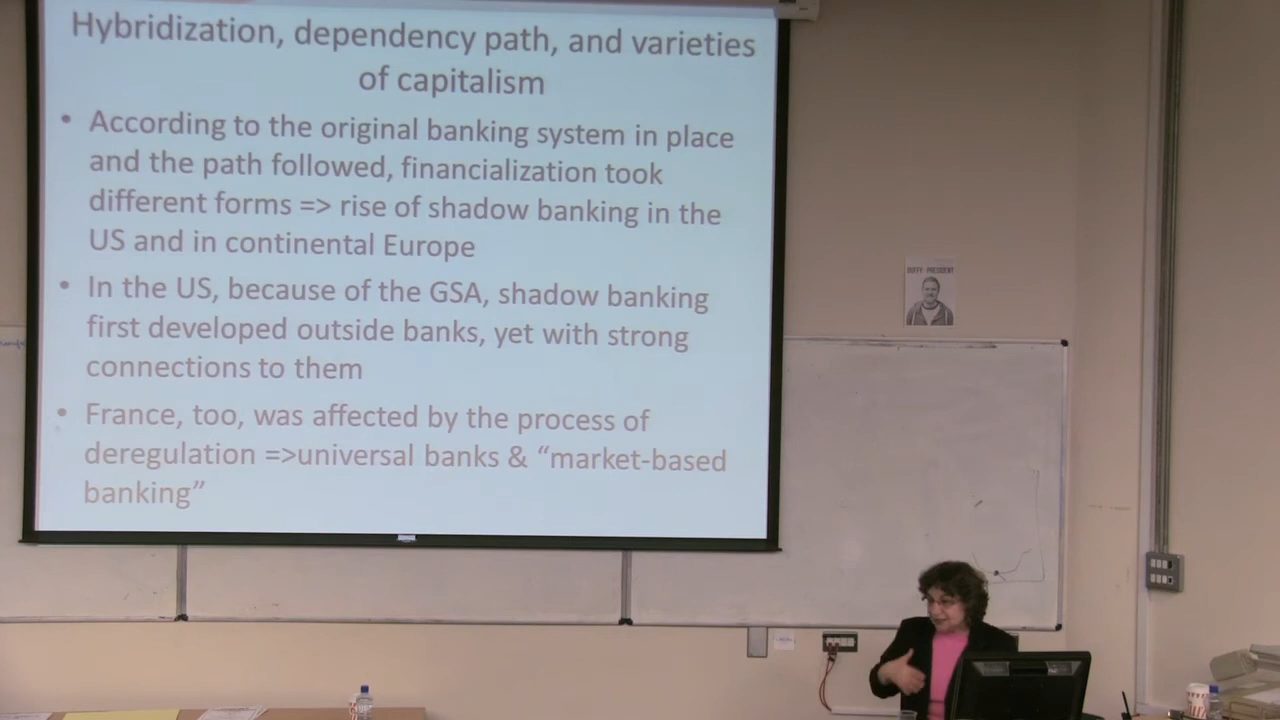 Hybridization, dependency path, and varieties
of capitalism
• According to the original banking system in place
and the path followed, financialization took
different forms => rise of shadow banking in the
US and in continental Europe
• In the US, because of the GSA, shadow banking
first developed outside banks, yet with strong
connections to them
• France, too, was affected by the process of
deregulation =>universal banks & “market-based
banking”
DUFFY PRESIDENT